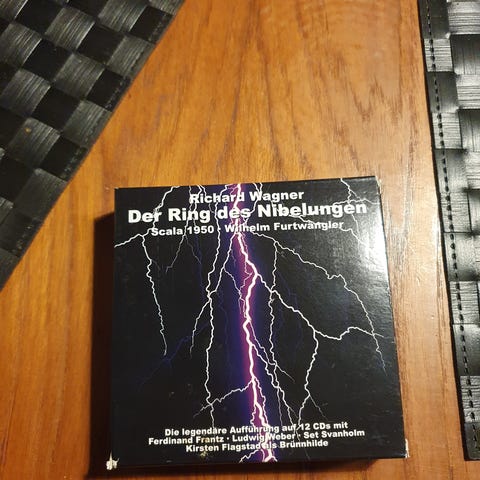 Richard Wagner
Der Ring des Nibelungen
Scala 1950 · Wilhelm Furtwängler
Die legendäre Aufführung auf 12 CDs mit
Ferdinand Frantz · Ludwig Weber · Set Svanholm
Kirsten Flagstad als Brünnhilde